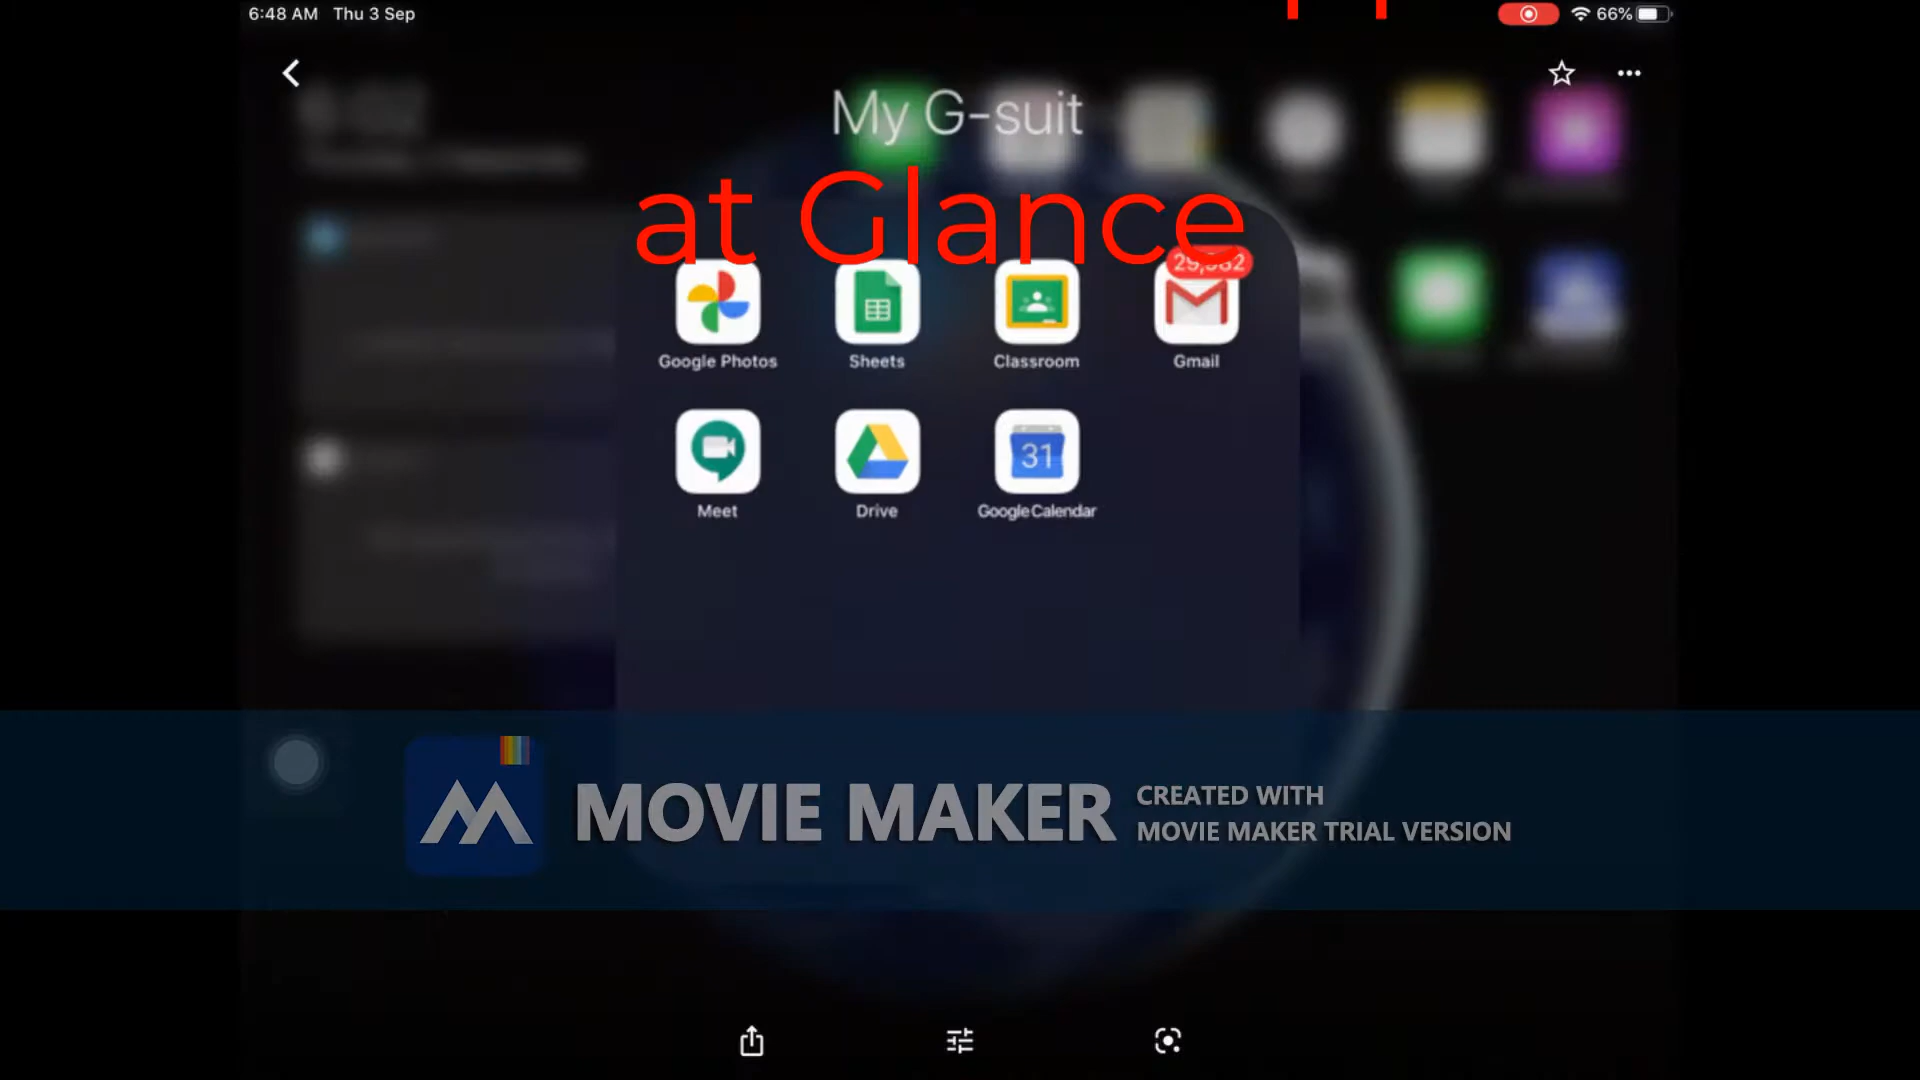 6:48 AM Thu 3 Sep
66%
My G-suit
at Glance
Google Photos
Sheets
Classroom
Gmail
31
Meet
Drive
Google Calendar
MOVIE MAKER
CREATED WITH
MOVIE MAKER TRIAL VERSION